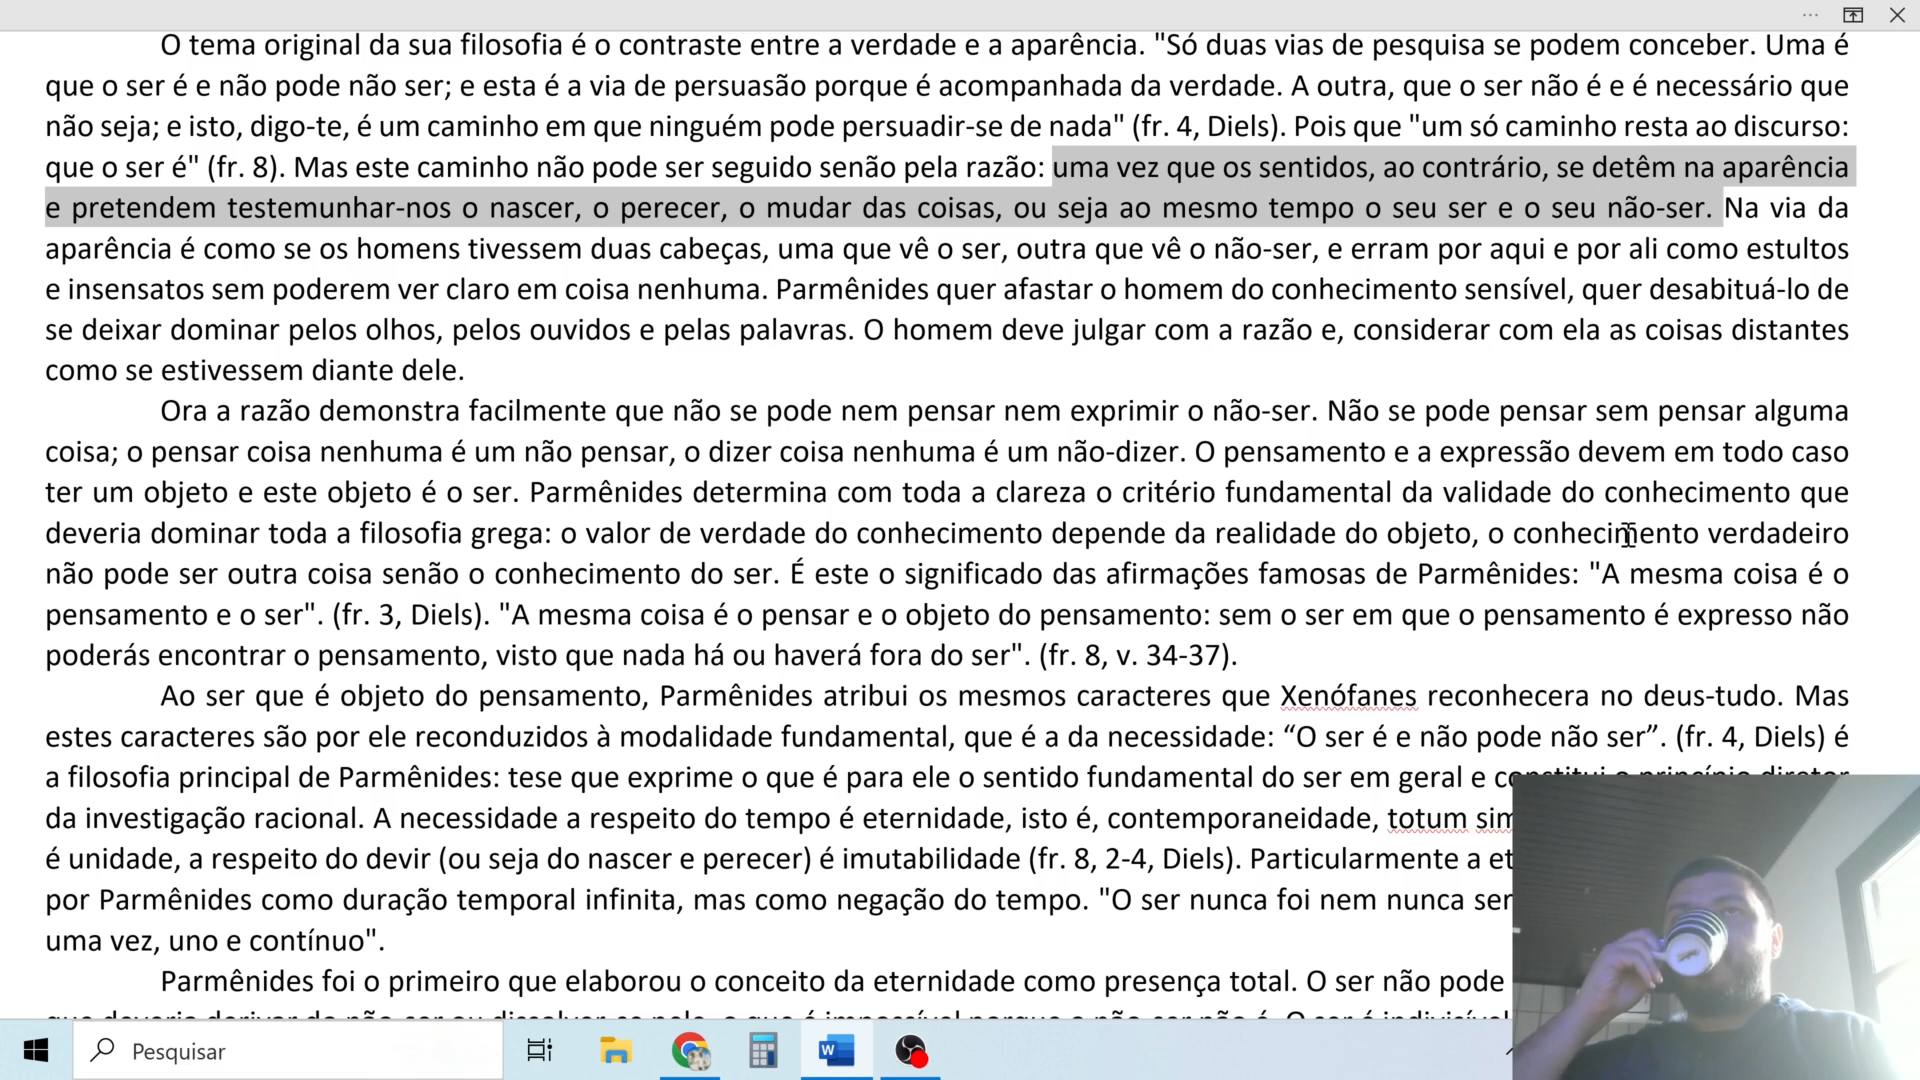 O tema original da sua filosofia é o contraste entre a verdade e a aparência. "Só duas vias de pesquisa se podem conceber. Uma é
que o ser é e não pode não ser; e esta é a via de persuasão porque é acompanhada da verdade. A outra, que o ser não é e é necessário que
não seja; e isto, digo-te, é um caminho em que ninguém pode persuadir-se de nada" (fr. 4, Diels). Pois que "um só caminho resta ao discurso:
que o ser é" (fr. 8). Mas este caminho não pode ser seguido senão pela razão: uma vez que os sentidos, ao contrário, se detêm na aparência
e pretendem testemunhar-nos o nascer, o perecer, o mudar das coisas, ou seja ao mesmo tempo o seu ser e o seu não-ser. Na via da
aparência é como se os homens tivessem duas cabeças, uma que vê o ser, outra que vê o não-ser, e erram por aqui e por ali como estultos
e insensatos sem poderem ver claro em coisa nenhuma. Parmênides quer afastar o homem do conhecimento sensível, quer desabituá-lo de
se deixar dominar pelos olhos, pelos ouvidos e pelas palavras. O homem deve julgar com a razão e, considerar com ela as coisas distantes
como se estivessem diante dele.
Ora a razão demonstra facilmente que não se pode nem pensar nem exprimir o não-ser. Não se pode pensar sem pensar alguma
coisa; o pensar coisa nenhuma é um não pensar, o dizer coisa nenhuma é um não-dizer. O pensamento e a expressão devem em todo caso
ter um objeto e este objeto é o ser. Parmênides determina com toda a clareza o critério fundamental da validade do conhecimento que
deveria dominar toda a filosofia grega: o valor de verdade do conhecimento depende da realidade do objeto, o conhecimento verdadeiro
não pode ser outra coisa senão o conhecimento do ser. É este o significado das afirmações famosas de Parmênides: "A mesma coisa é o
pensamento e o ser". (fr. 3, Diels). "A mesma coisa é o pensar e o objeto do pensamento: sem o ser em que o pensamento é expresso não
poderás encontrar o pensamento, visto que nada há ou haverá fora do ser". (fr. 8, v. 34-37).
Ao ser que é objeto do pensamento, Parmênides atribui os mesmos caracteres que Xenófanes reconhecera no deus-tudo. Mas
estes caracteres são por ele reconduzidos à modalidade fundamental, que é a da necessidade: “O ser é e não pode não ser”. (fr. 4, Diels) é
a filosofia principal de Parmênides: tese que exprime o que é para ele o sentido fundamental do ser em geral e constitui o princípio diretor
da investigação racional. A necessidade a respeito do tempo é eternidade, isto é, contemporaneidade, totum sim
é unidade, a respeito do devir (ou seja do nascer e perecer) é imutabilidade (fr. 8, 2-4, Diels). Particularmente a et
por Parmênides como duração temporal infinita, mas como negação do tempo. "O ser nunca foi nem nunca ser
uma vez, uno e contínuo".
Parmênides foi o primeiro que elaborou o conceito da eternidade como presença total. O ser não pode
Pesquisar